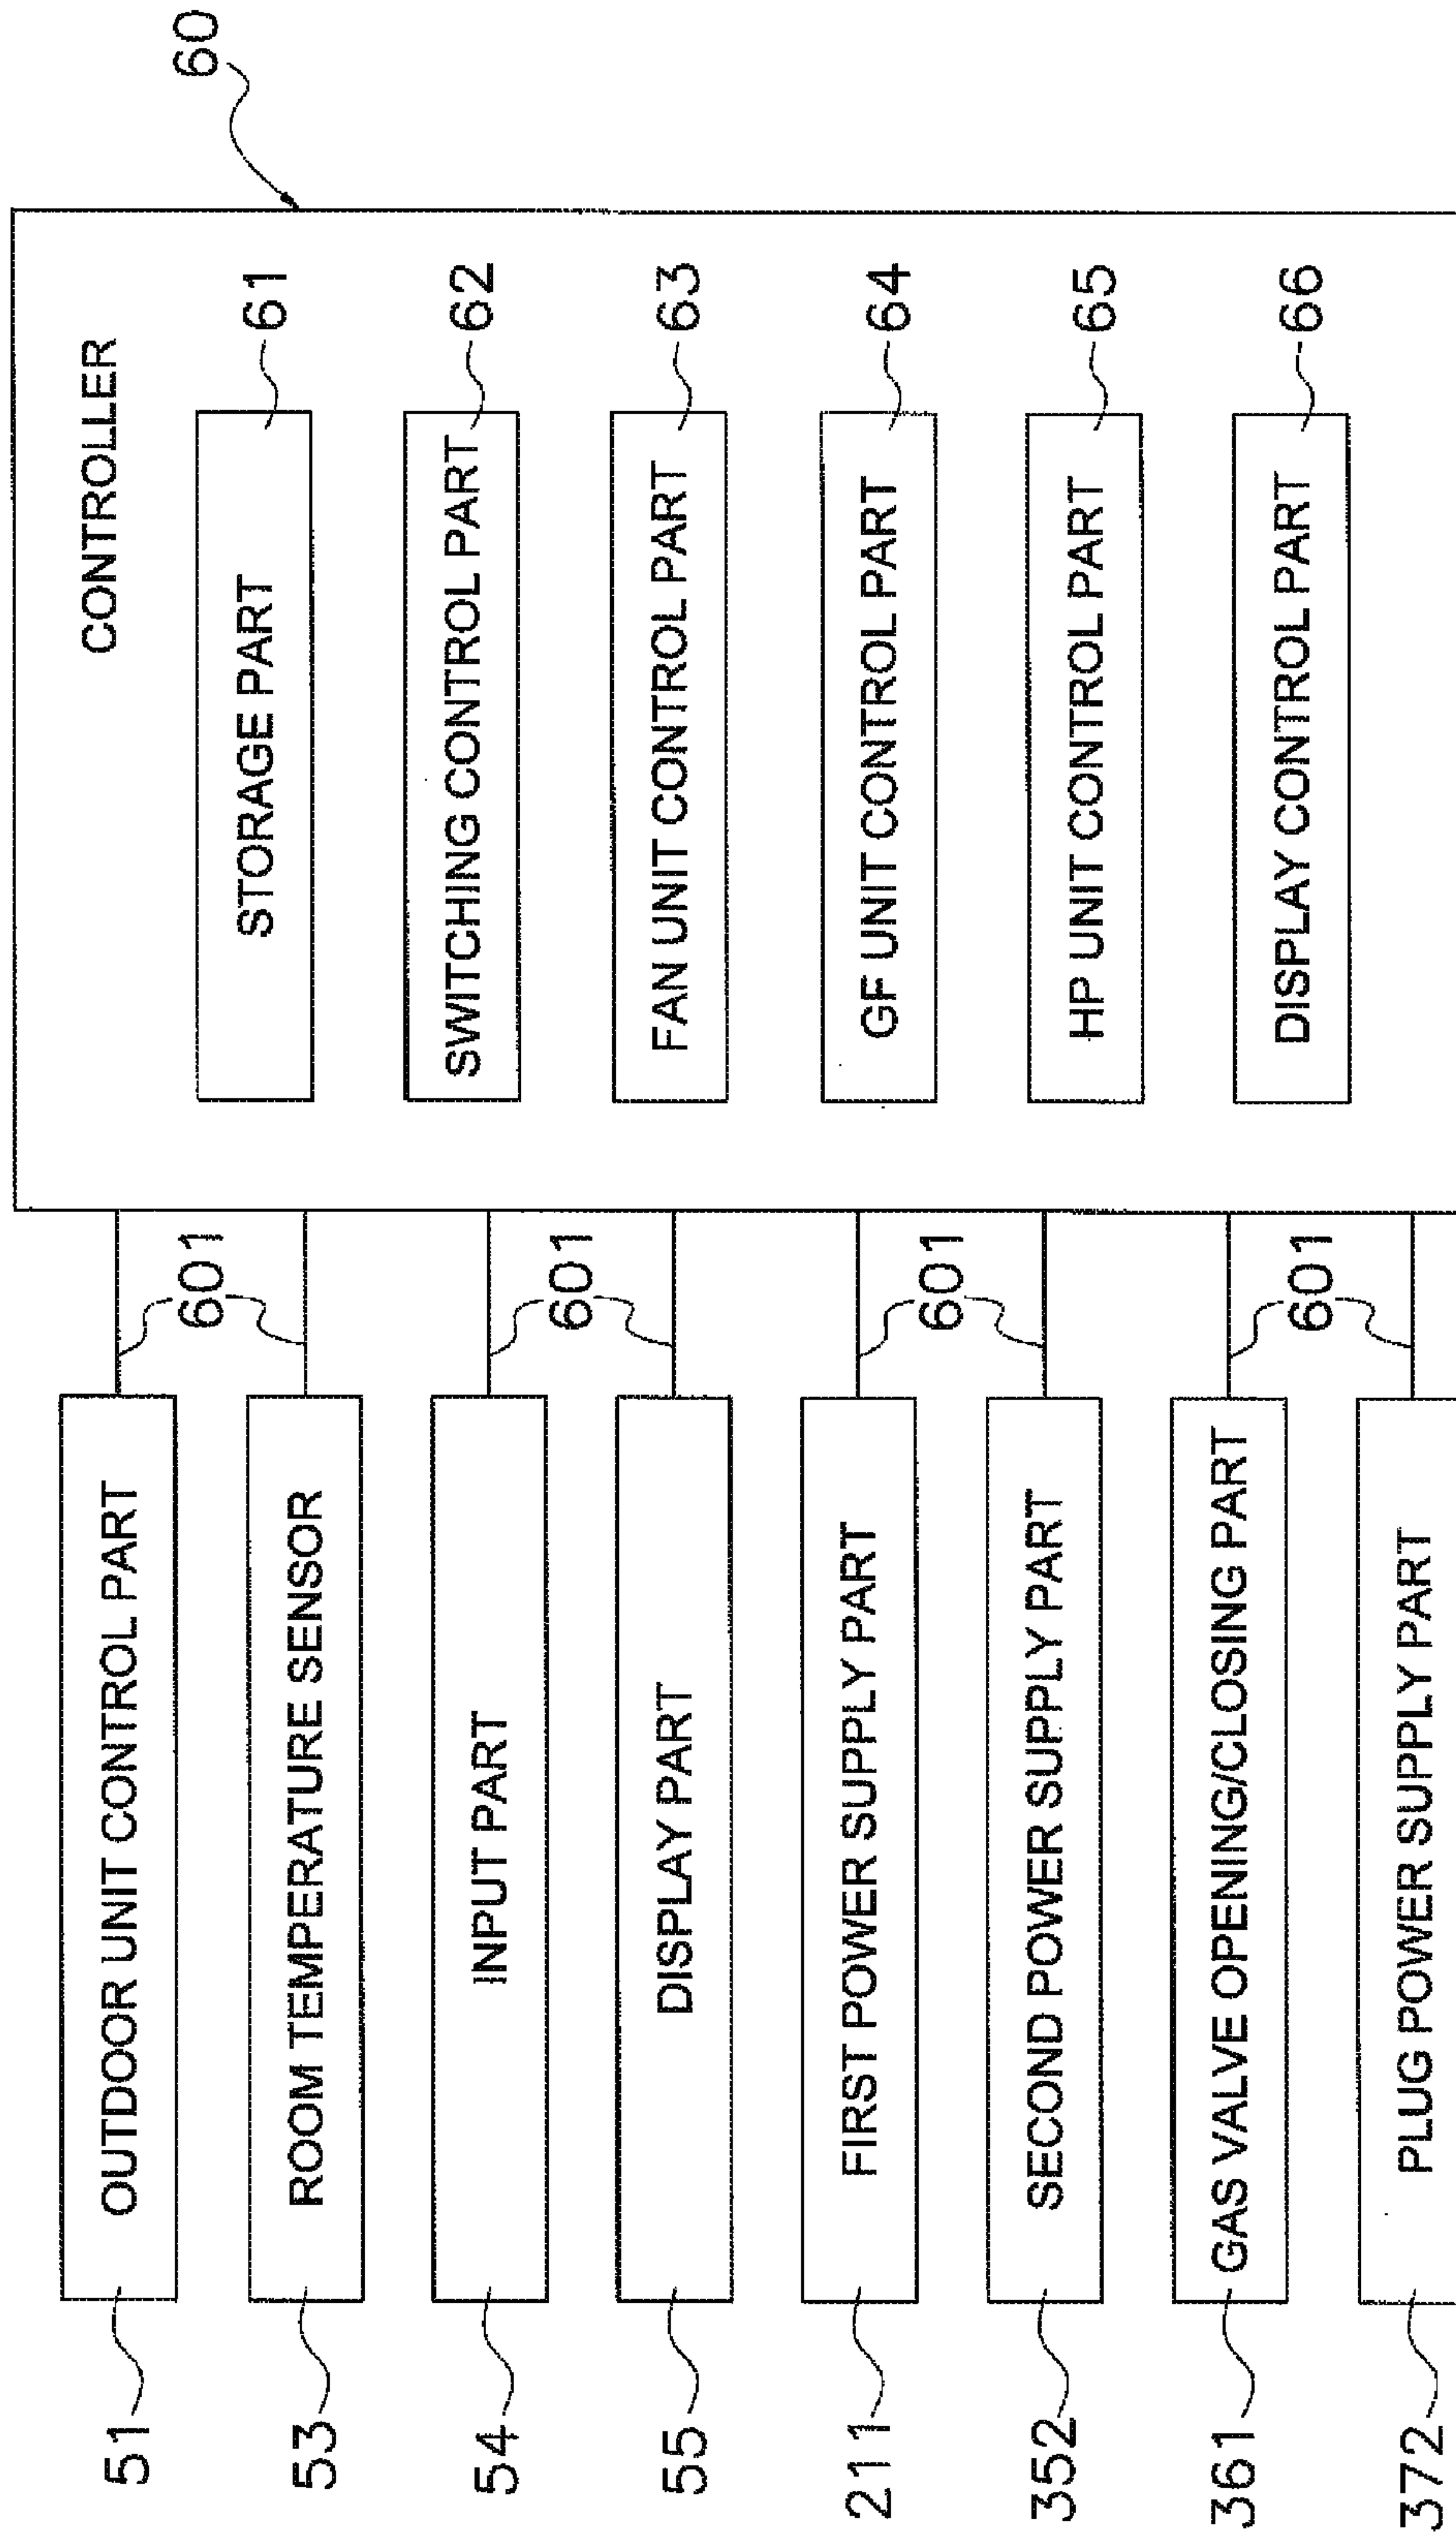 60
CONTROLLER
STORAGE PART
61
SWITCHING CONTROL PART
62
FAN UNIT CONTROL PART
63
GF UNIT CONTROL PART
64
HP UNIT CONTROL PART
65
DISPLAY CONTROL PART
66
601
601
601
601
51
OUTDOOR UNIT CONTROL PART
53
ROOM TEMPERATURE SENSOR
54
INPUT PART
55
DISPLAY PART
211
FIRST POWER SUPPLY PART
352
SECOND POWER SUPPLY PART
361
GAS VALVE OPENING/CLOSING PART
372
PLUG POWER SUPPLY PART